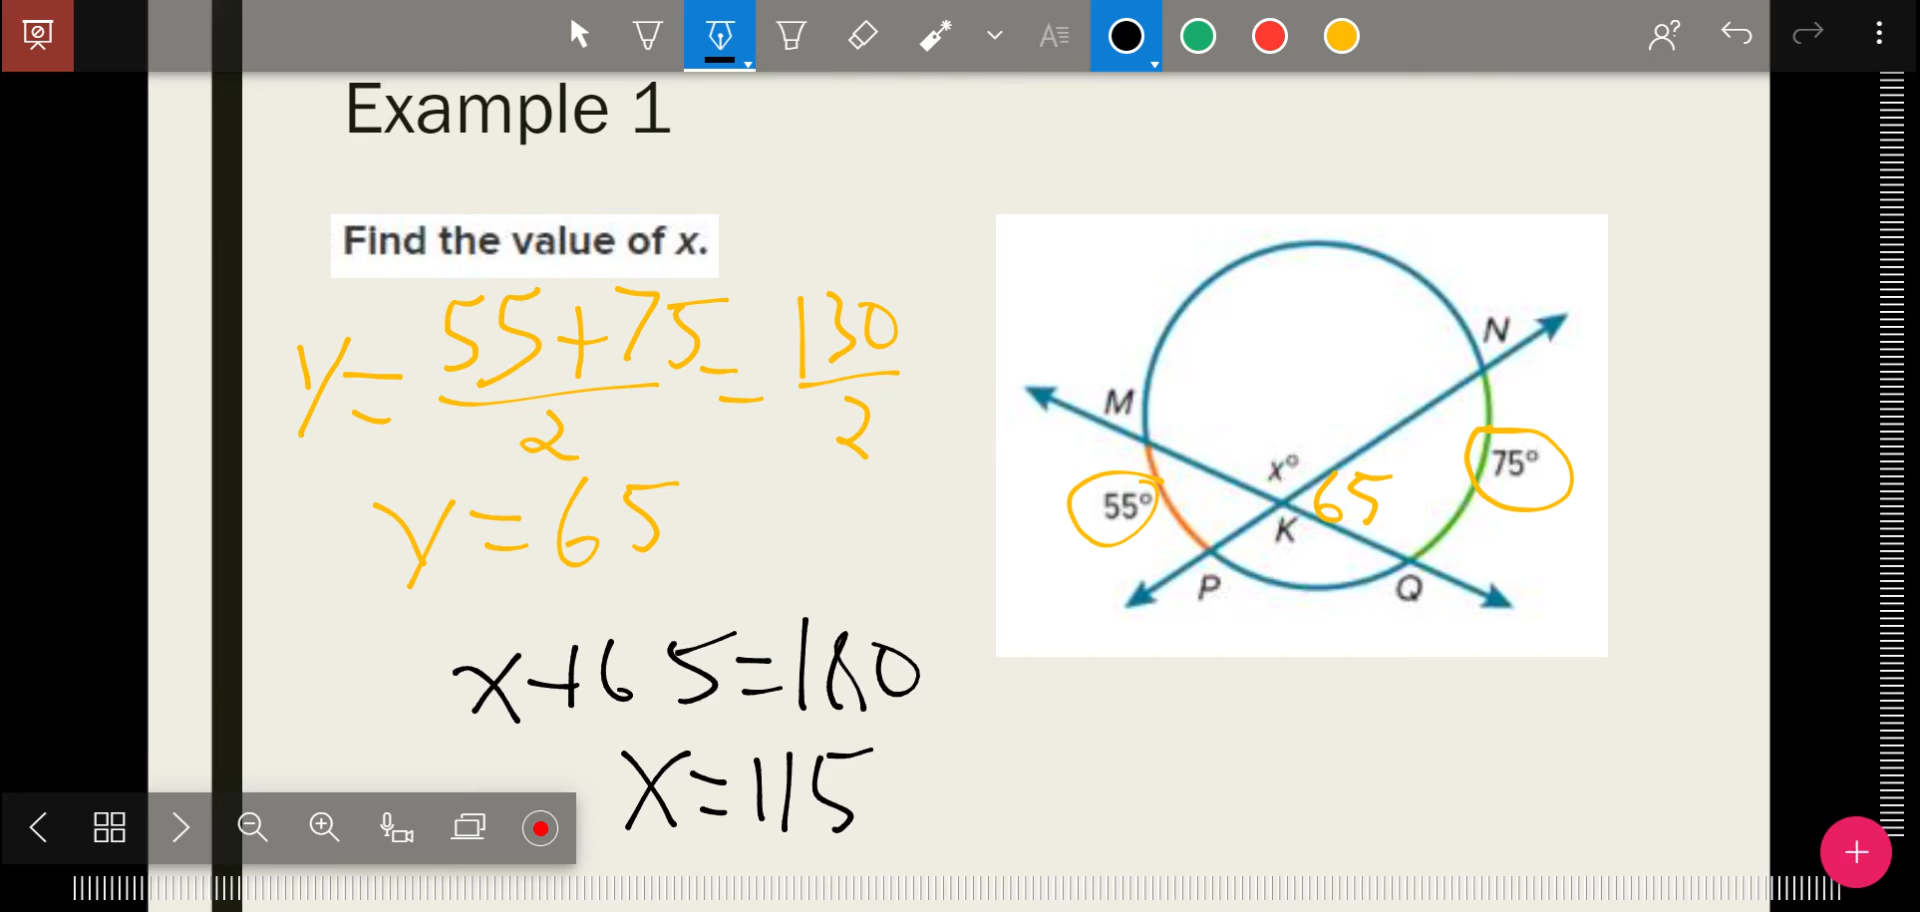 Example 1
Find the value of x.
y = 55+75/2 = 130/2
y = 65
x+65=180
x=115
N
M
x°
65
75°
55°
K
P
Q